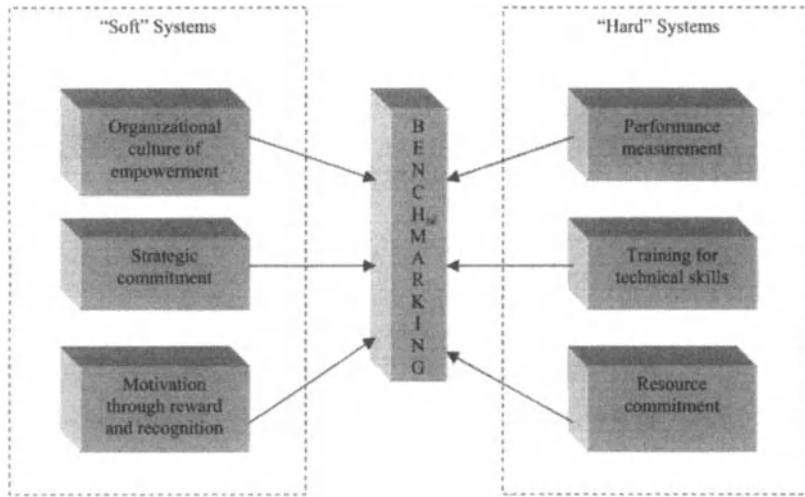 “Soft” Systems
Organizational
culture of
empowerment
Strategic
commitment
Motivation
through reward
and recognition
B
E
N
C
H
M
A
R
K
I
N
G
“Hard” Systems
Performance
measurement
Training for
technical skills
Resource
commitment